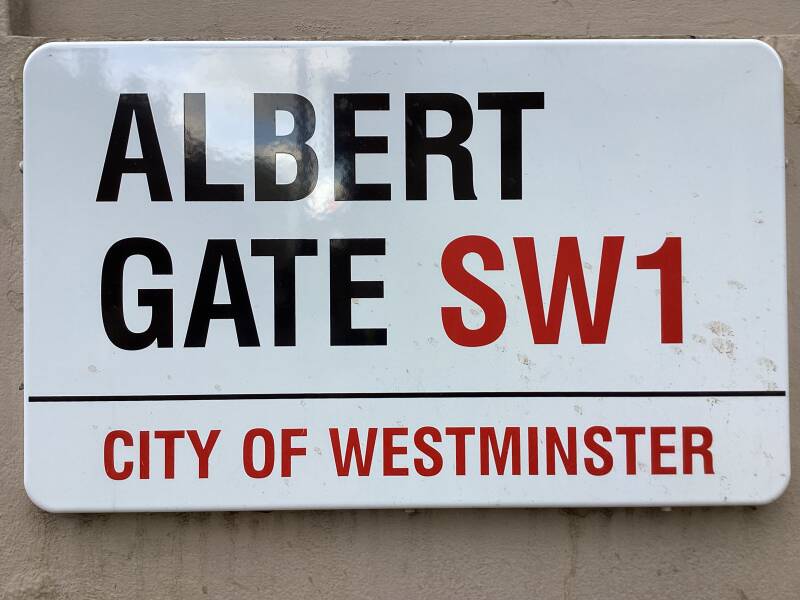 ALBERT
GATE SW1
CITY OF WESTMINSTER